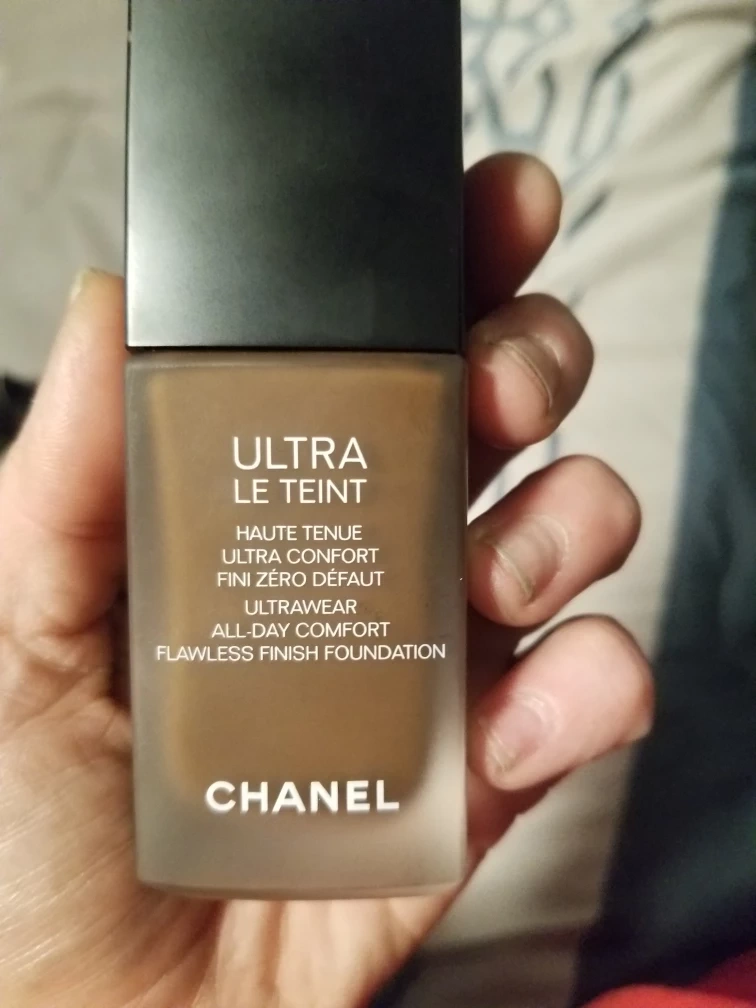 ULTRA
LE TEINT
HAUTE TENUE
ULTRA CONFORT
FINI ZÉRO DÉFAUT
ULTRAWEAR
ALL-DAY COMFORT
FLAWLESS FINISH FOUNDATION
CHANEL